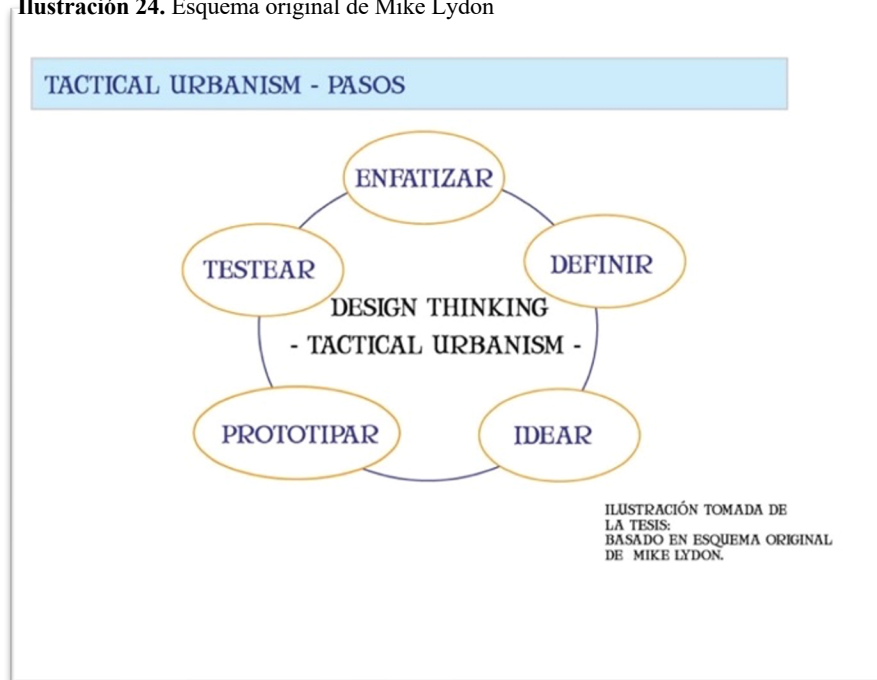 Ilustración 24. Esquema original de Mike Lydon
TACTICAL URBANISM - PASOS
ENFATIZAR
TESTEAR
DEFINIR
DESIGN THINKING
- TACTICAL URBANISM -
PROTOTIPAR
IDEAR
ILUSTRACIÓN TOMADA DE
LA TESIS:
BASADO EN ESQUEMA ORIGINAL
DE MIKE LYDON.